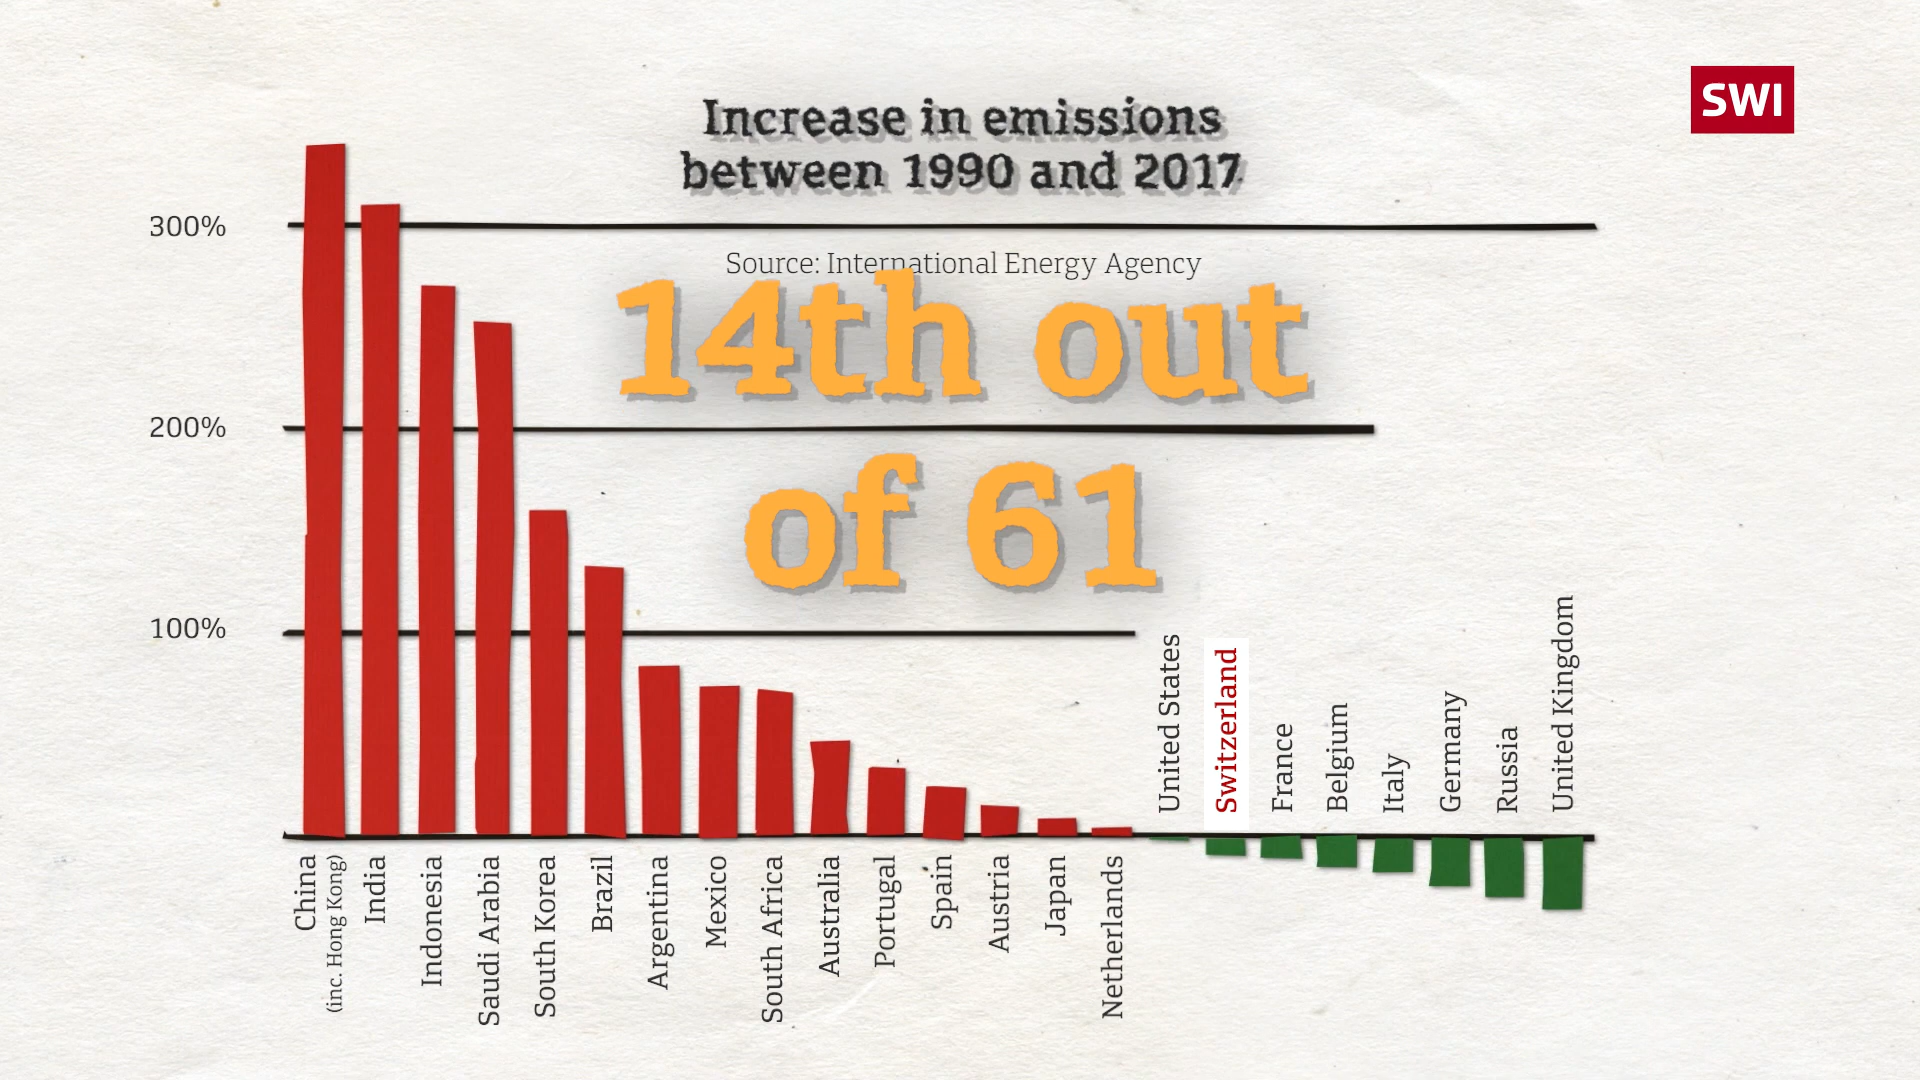 SWI
Increase in emissions
between 1990 and 2017
300%
Source: International Energy Agency
14th out
200%
of 61
100%
United States
Switzerland
France
Belgium
Italy
Germany
Russia
United Kingdom
China
(inc. Hong Kong)
India
Indonesia
Saudi Arabia
South Korea
Brazil
Argentina
Mexico
South Africa
Australia
Portugal
Spain
Austria
Japan
Netherlands